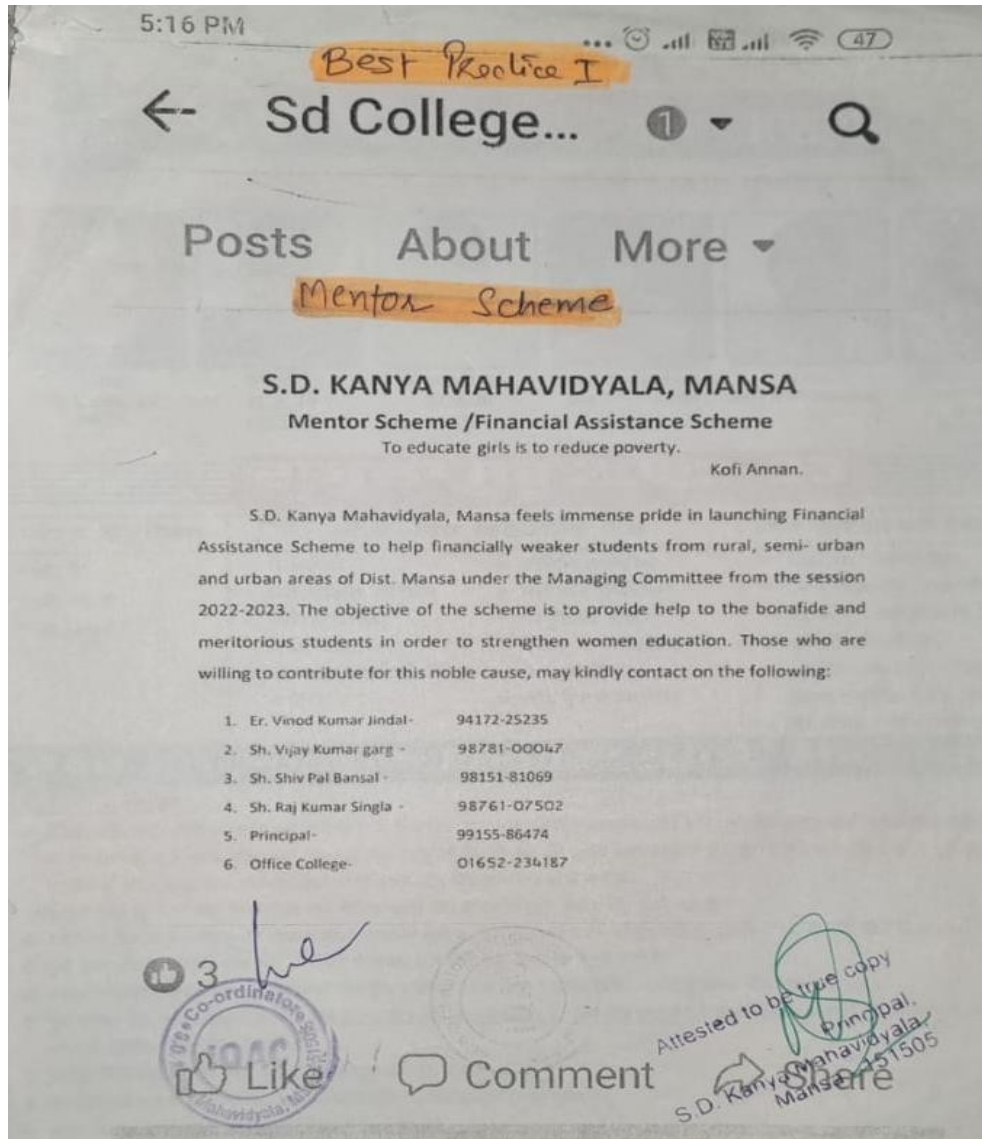 5:16 PM ... 47
Best Practice I
Sd College... 1
Posts About More
Mentor Scheme
S.D. KANYA MAHAVIDYALA, MANSA
Mentor Scheme /Financial Assistance Scheme
To educate girls is to reduce poverty.
Kofi Annan.
S.D. Kanya Mahavidyala, Mansa feels immense pride in launching Financial
Assistance Scheme to help financially weaker students from rural, semi- urban
and urban areas of Dist. Mansa under the Managing Committee from the session
2022-2023. The objective of the scheme is to provide help to the bonafide and
meritorious students in order to strengthen women education. Those who are
willing to contribute for this noble cause, may kindly contact on the following:
1. Er. Vinod Kumar Jindal- 94172-25235
2. Sh. Vijay Kumar garg - 98781-00047
3. Sh. Shiv Pal Bansal - 98151-81069
4. Sh. Raj Kumar Singla - 98761-07502
5. Principal- 99155-86474
6. Office College- 01652-234187
3
Co-ordinator
Mahavidyala,
Attested to be true copy
Principal,
S.D. Kanya Mahavidyala,
Mansa 151505
Like Comment Share